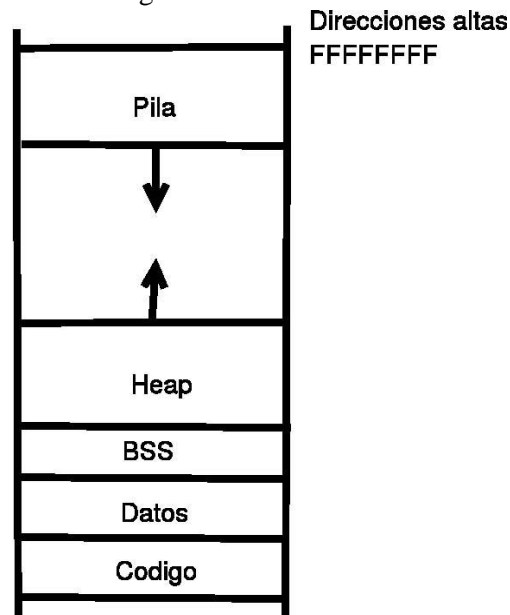 Direcciones altas
FFFFFFFF
Pila
Heap
BSS
Datos
Codigo